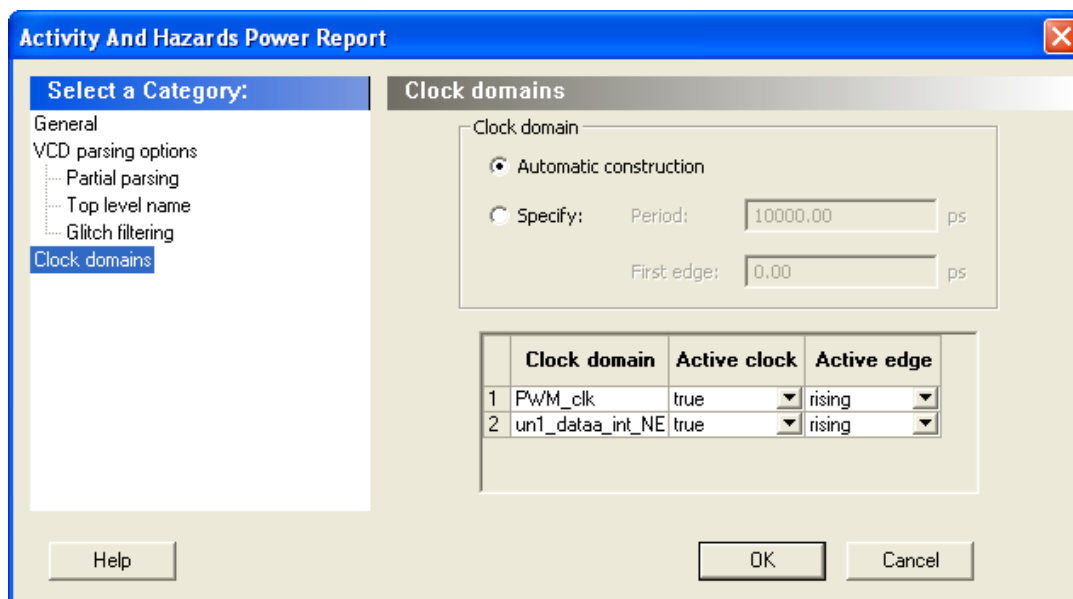 Activity And Hazards Power Report
Select a Category:
General
VCD parsing options
Partial parsing
Top level name
Glitch filtering
Clock domains
Clock domains
Clock domain
Automatic construction
Specify: Period: 10000.00 ps
First edge: 0.00 ps
Clock domain Active clock Active edge
1 PWM_clk true rising
2 un1_dataa_int_NE true rising
Help OK Cancel